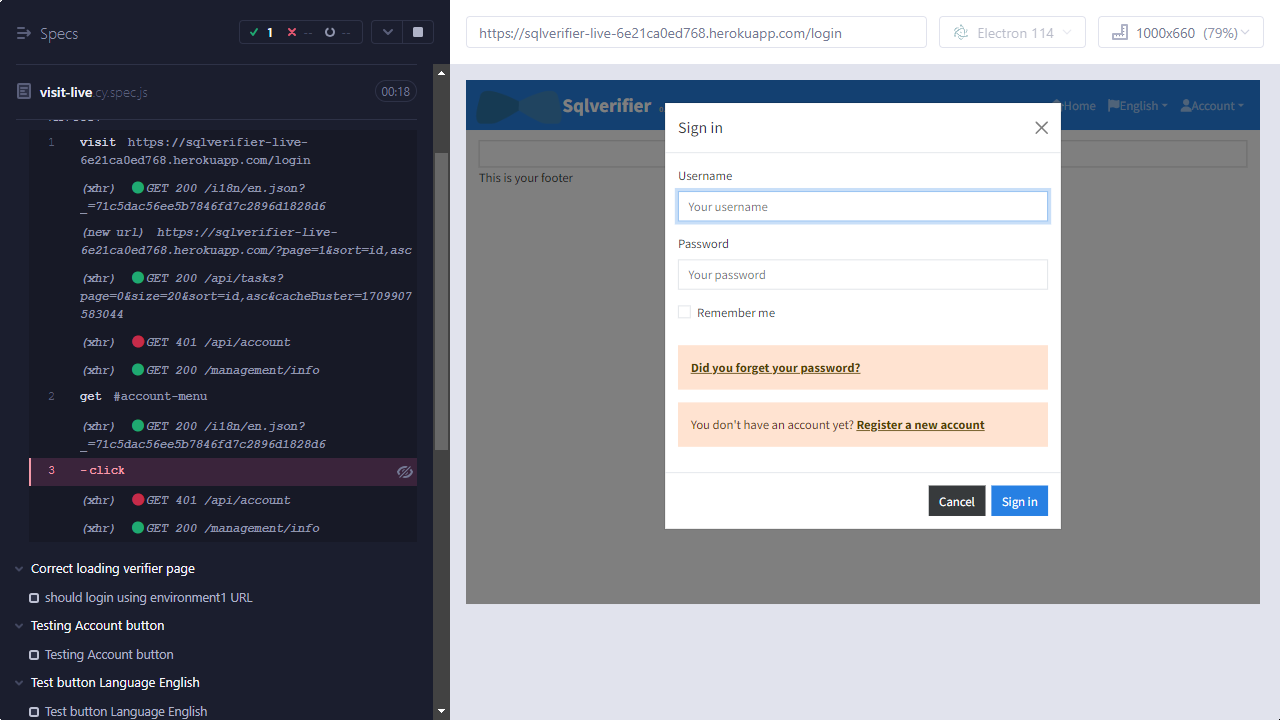 Specs
1
--
--
visit-live.cy.spec.js
00:18
1 visit https://sqlverifier-live-
6e21ca0ed768.herokuapp.com/login
(xhr) GET 200 /i18n/en.json?
_=71c5dac56ee5b7846fd7c2896d1828d6
(new url) https://sqlverifier-live-
6e21ca0ed768.herokuapp.com/?page=1&sort=id,asc
(xhr) GET 200 /api/tasks?
page=0&size=20&sort=id,asc&cacheBuster=1709907
583044
(xhr) GET 401 /api/account
(xhr) GET 200 /management/info
2 get #account-menu
(xhr) GET 200 /i18n/en.json?
_=71c5dac56ee5b7846fd7c2896d1828d6
3 -click
(xhr) GET 401 /api/account
(xhr) GET 200 /management/info
Correct loading verifier page
should login using environment1 URL
Testing Account button
Testing Account button
Test button Language English
Test button Language English
https://sqlverifier-live-6e21ca0ed768.herokuapp.com/login
Electron 114
1000x660 (79%)
Sqlverifier
Home
English
Account
This is your footer
Sign in
Username
Your username
Password
Your password
Remember me
Did you forget your password?
You don't have an account yet? Register a new account
Cancel
Sign in